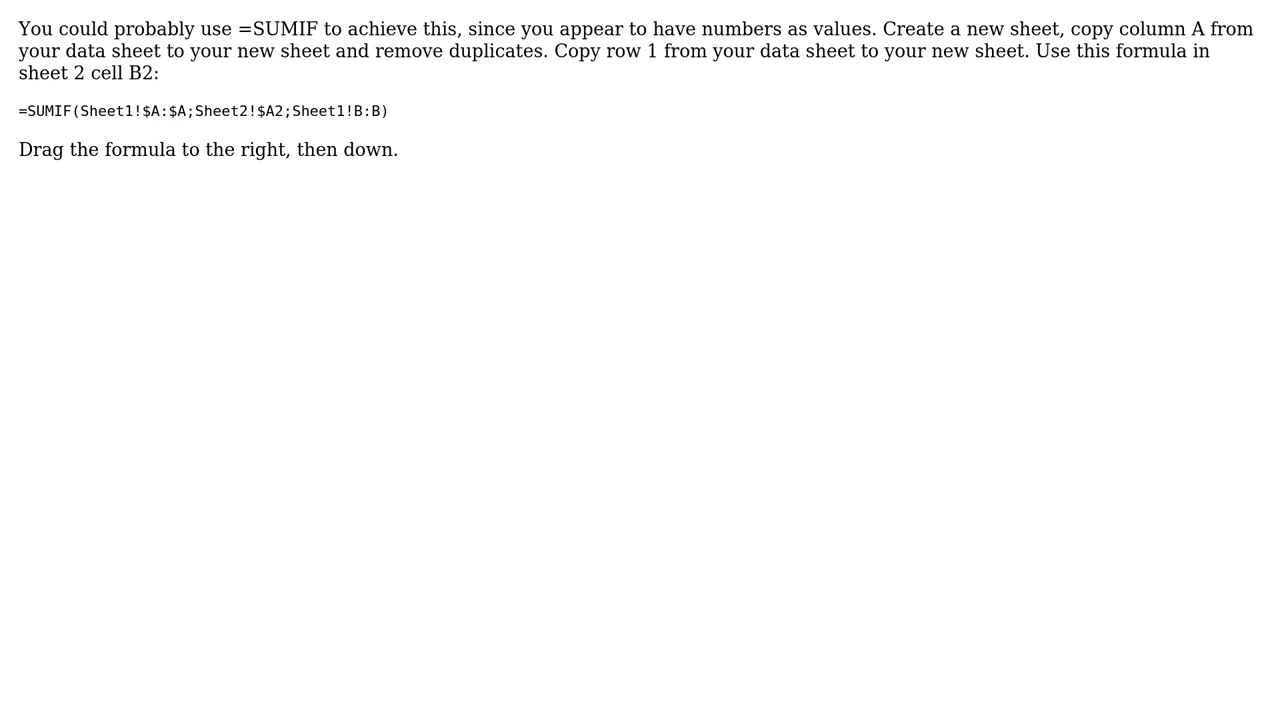 You could probably use =SUMIF to achieve this, since you appear to have numbers as values. Create a new sheet, copy column A from
your data sheet to your new sheet and remove duplicates. Copy row 1 from your data sheet to your new sheet. Use this formula in
sheet 2 cell B2:
=SUMIF(Sheet1!$A:$A;Sheet2!$A2;Sheet1!B:B)
Drag the formula to the right, then down.